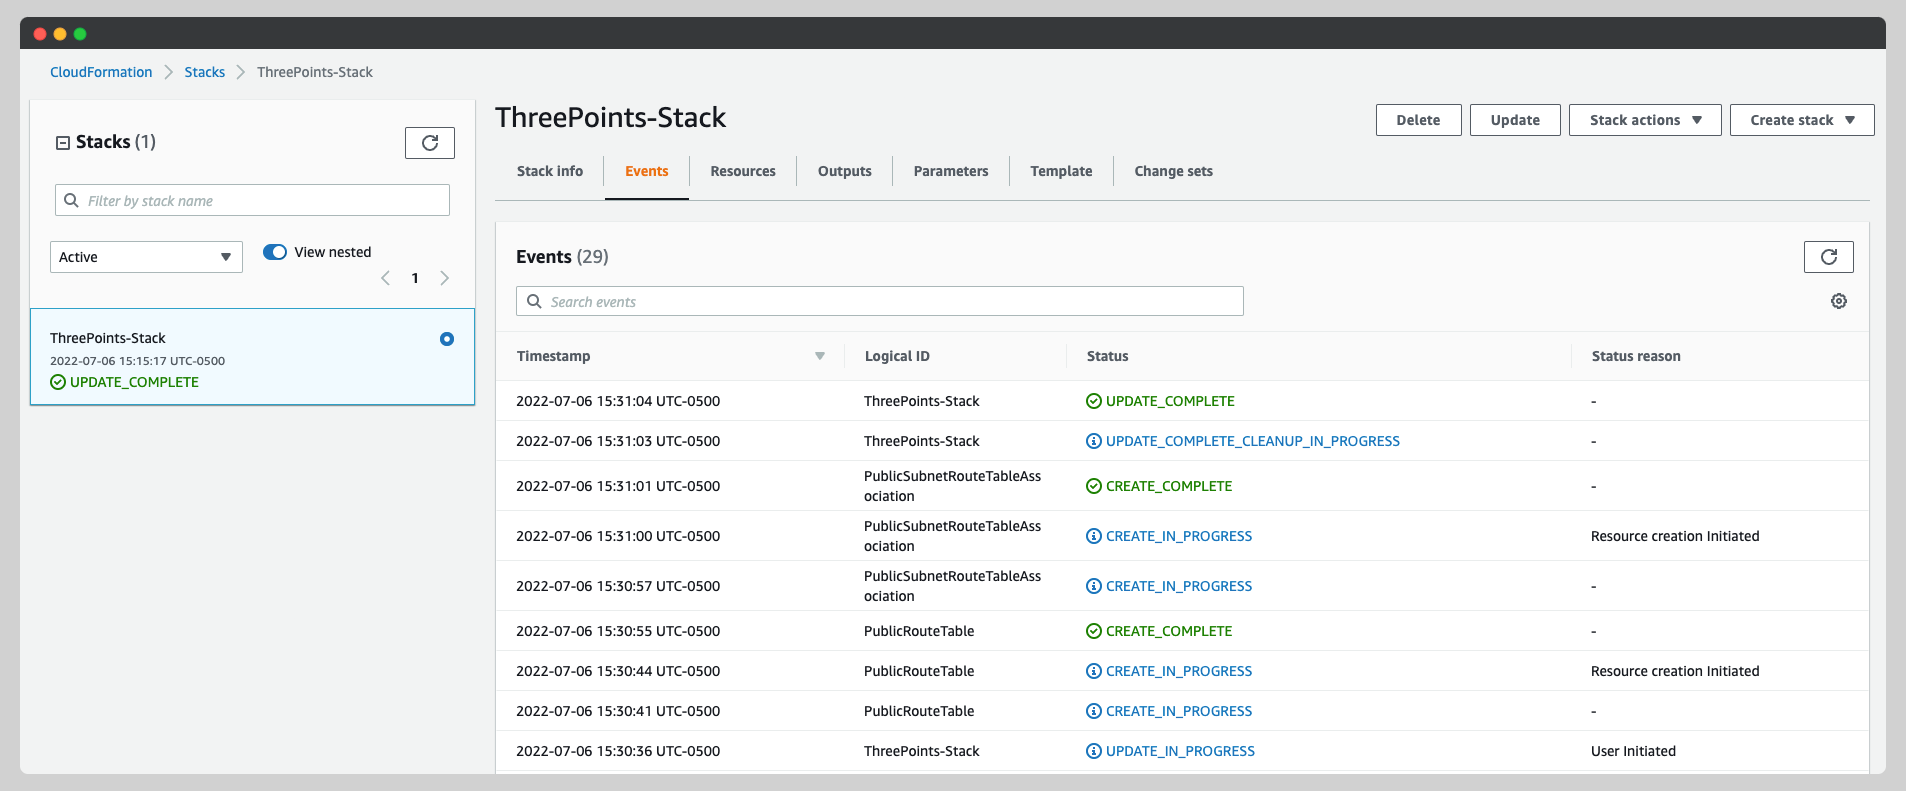 CloudFormation Stacks ThreePoints-Stack
Stacks (1)
Filter by stack name
Active
View nested
1
ThreePoints-Stack
2022-07-06 15:15:17 UTC-0500
UPDATE_COMPLETE
ThreePoints-Stack
Delete Update Stack actions Create stack
Stack info Events Resources Outputs Parameters Template Change sets
Events (29)
Search events
Timestamp Logical ID Status Status reason
2022-07-06 15:31:04 UTC-0500 ThreePoints-Stack UPDATE_COMPLETE -
2022-07-06 15:31:03 UTC-0500 ThreePoints-Stack UPDATE_COMPLETE_CLEANUP_IN_PROGRESS -
PublicSubnetRouteTableAss
2022-07-06 15:31:01 UTC-0500 CREATE_COMPLETE -
ociation
PublicSubnetRouteTableAss
2022-07-06 15:31:00 UTC-0500 CREATE_IN_PROGRESS Resource creation Initiated
ociation
PublicSubnetRouteTableAss
2022-07-06 15:30:57 UTC-0500 CREATE_IN_PROGRESS -
ociation
2022-07-06 15:30:55 UTC-0500 PublicRouteTable CREATE_COMPLETE -
2022-07-06 15:30:44 UTC-0500 PublicRouteTable CREATE_IN_PROGRESS Resource creation Initiated
2022-07-06 15:30:41 UTC-0500 PublicRouteTable CREATE_IN_PROGRESS -
2022-07-06 15:30:36 UTC-0500 ThreePoints-Stack UPDATE_IN_PROGRESS User Initiated